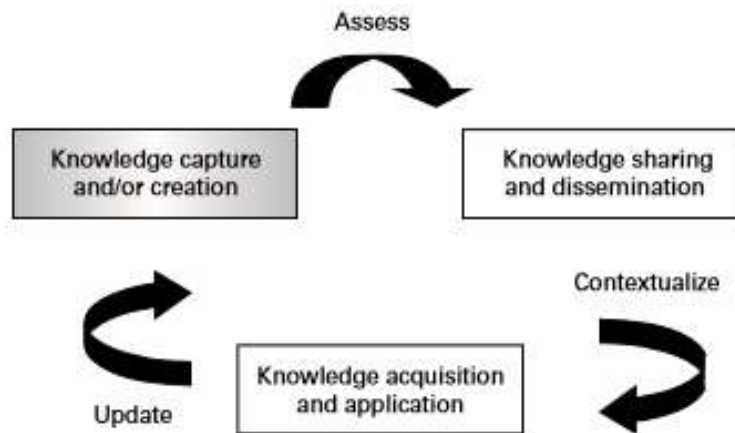 Assess
Knowledge capture
and/or creation
Knowledge sharing
and dissemination
Contextualize
Knowledge acquisition
and application
Update